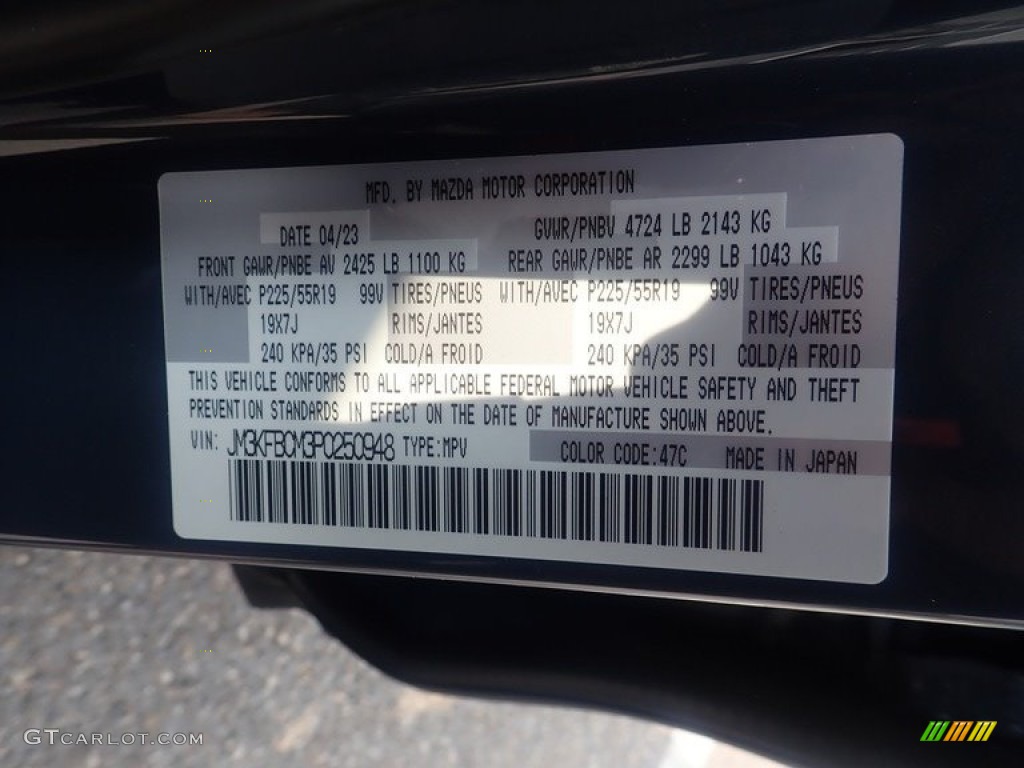 MFD. BY MAZDA MOTOR CORPORATION
DATE 04/23 GVWR/PNBV 4724 LB 2143 KG
FRONT GAWR/PNBE AV 2425 LB 1100 KG REAR GAWR/PNBE AR 2299 LB 1043 KG
WITH/AVEC P225/55R19 99V TIRES/PNEUS WITH/AVEC P225/55R19 99V TIRES/PNEUS
19X7J RIMS/JANTES 19X7J RIMS/JANTES
240 KPA/35 PSI COLD/A FROID 240 KPA/35 PSI COLD/A FROID
THIS VEHICLE CONFORMS TO ALL APPLICABLE FEDERAL MOTOR VEHICLE SAFETY AND THEFT
PREVENTION STANDARDS IN EFFECT ON THE DATE OF MANUFACTURE SHOWN ABOVE.
VIN: JM3KFBCM3P0250948 TYPE:MPV COLOR CODE:47C MADE IN JAPAN
GTCARLOT.COM